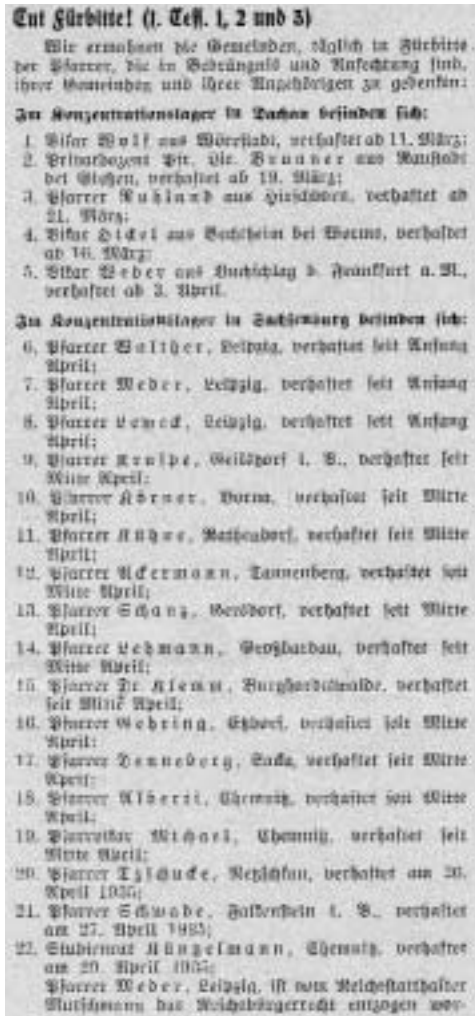 Tut Fürbitte! (1. Tess. 1, 2 und 3)
Wir ermahnen die Gemeinden, täglich in Fürbitte
der Pfarrer, die in Bedrängnis und Anfechtung sind,
ihrer Gemeinden und ihrer Angehörigen zu gedenken:
Im Konzentrationslager in Dachau befinden sich:
1. Vikar Wolf aus Wörrstadt, verhaftet ab 11. März;
2. Privatdozent Lic. Brunner aus Ranstadt
bei Gießen, verhaftet ab 19. März;
3. Pfarrer Ruhland aus verhaftet ab
21. März;
4. Vikar Dickel aus Bechtheim bei Worms, verhaftet
ab 16. März;
5. Vikar Weber aus Buchschlag b. Frankfurt a. M.,
verhaftet ab 3. April.
Im Konzentrationslager in Sachsenburg befinden sich:
6. Pfarrer Walther, Leipzig, verhaftet seit Anfang
April;
7. Pfarrer Meder, Leipzig, verhaftet seit Anfang
April;
8. Pfarrer Leipzig, verhaftet seit Anfang
April;
9. Pfarrer Geilsdorf i. V., verhaftet seit
Mitte April;
10. Pfarrer Körner, Borna, verhaftet seit Mitte
April;
11. Pfarrer Kühne, Rathendorf, verhaftet seit Mitte
April;
12. Pfarrer Ackermann, Tannenberg, verhaftet seit
Mitte April;
13. Pfarrer Schanz, Gersdorf, verhaftet seit Mitte
April;
14. Pfarrer Lehmann, Großbardau, verhaftet seit
Mitte April;
15. Pfarrer Dr. Klemm, Burkhardswalde, verhaftet
seit Mitte April;
16. Pfarrer Gehring, Etzdorf, verhaftet seit Mitte
April;
17. Pfarrer Denneberg, Sacka, verhaftet seit Mitte
April;
18. Pfarrer Alberti, Chemnitz, verhaftet seit Mitte
April;
19. Pfarrvikar Michael, Chemnitz, verhaftet seit
Mitte April;
20. Pfarrer Tzschucke, Netzschkau, verhaftet am 26.
April 1935;
21. Pfarrer Schwade, Falkenstein i. V., verhaftet
am 27. April 1935;
22. Studienrat Künzelmann, Chemnitz, verhaftet
am 29. April 1935;
Pfarrer Meder, Leipzig, ist vom Reichsstatthalter
Mutschmann das Reichsbürgerrecht entzogen wor-